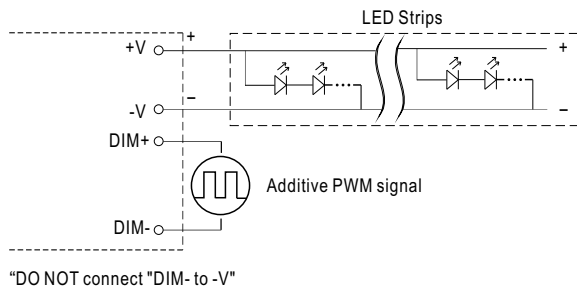 LED Strips
+V
+
+
-V
–
–
DIM+
Additive PWM signal
DIM-
“DO NOT connect "DIM- to -V"